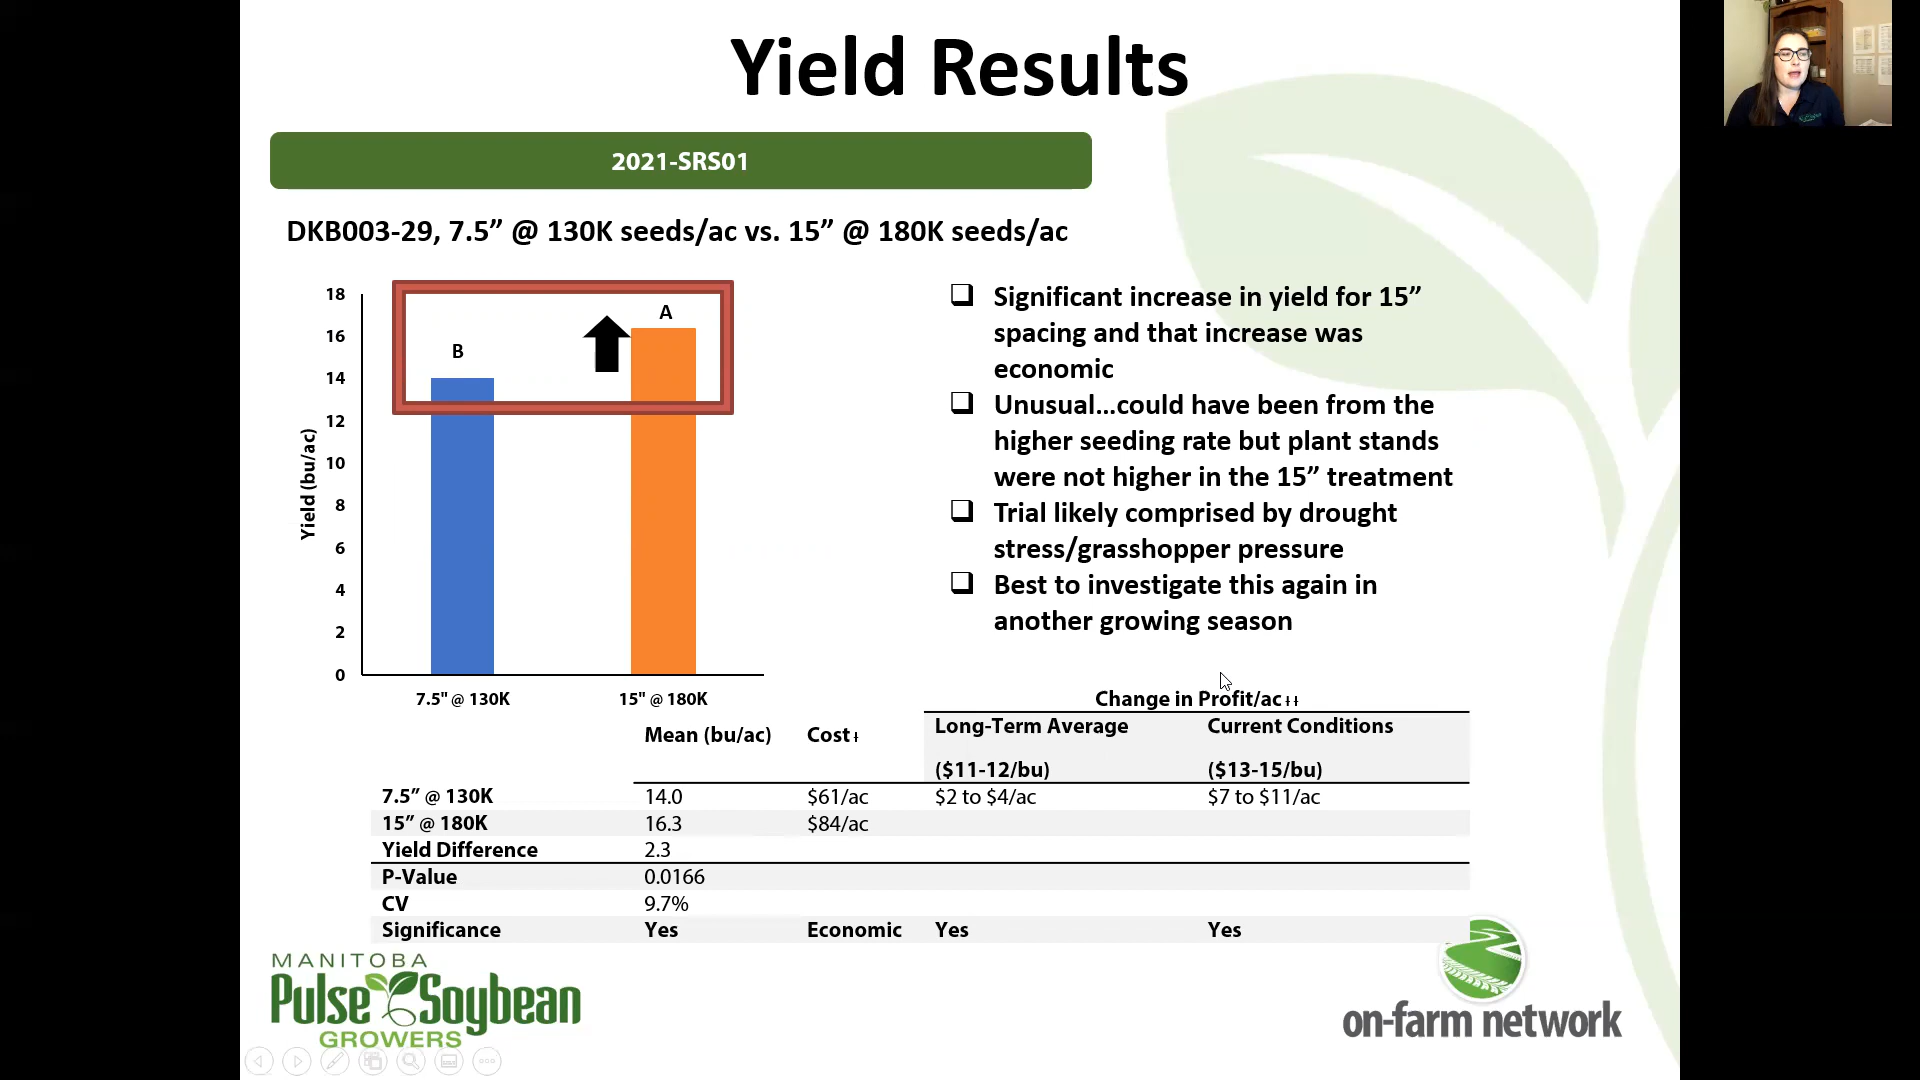 Yield Results
2021-SRS01
DKB003-29, 7.5” @ 130K seeds/ac vs. 15” @ 180K seeds/ac
18
16
14
12
10
8
6
4
2
0
Yield (bu/ac)
B
A
7.5" @ 130K
15" @ 180K
❑ Significant increase in yield for 15”
spacing and that increase was
economic
❑ Unusual…could have been from the
higher seeding rate but plant stands
were not higher in the 15” treatment
❑ Trial likely comprised by drought
stress/grasshopper pressure
❑ Best to investigate this again in
another growing season
Change in Profit/ac ƚƚ
Mean (bu/ac) Cost ƚ Long-Term Average Current Conditions
($11-12/bu) ($13-15/bu)
7.5” @ 130K 14.0 $61/ac $2 to $4/ac $7 to $11/ac
15” @ 180K 16.3 $84/ac
Yield Difference 2.3
P-Value 0.0166
CV 9.7%
Significance Yes Economic Yes Yes
MANITOBA
Pulse Soybean
GROWERS
on-farm network